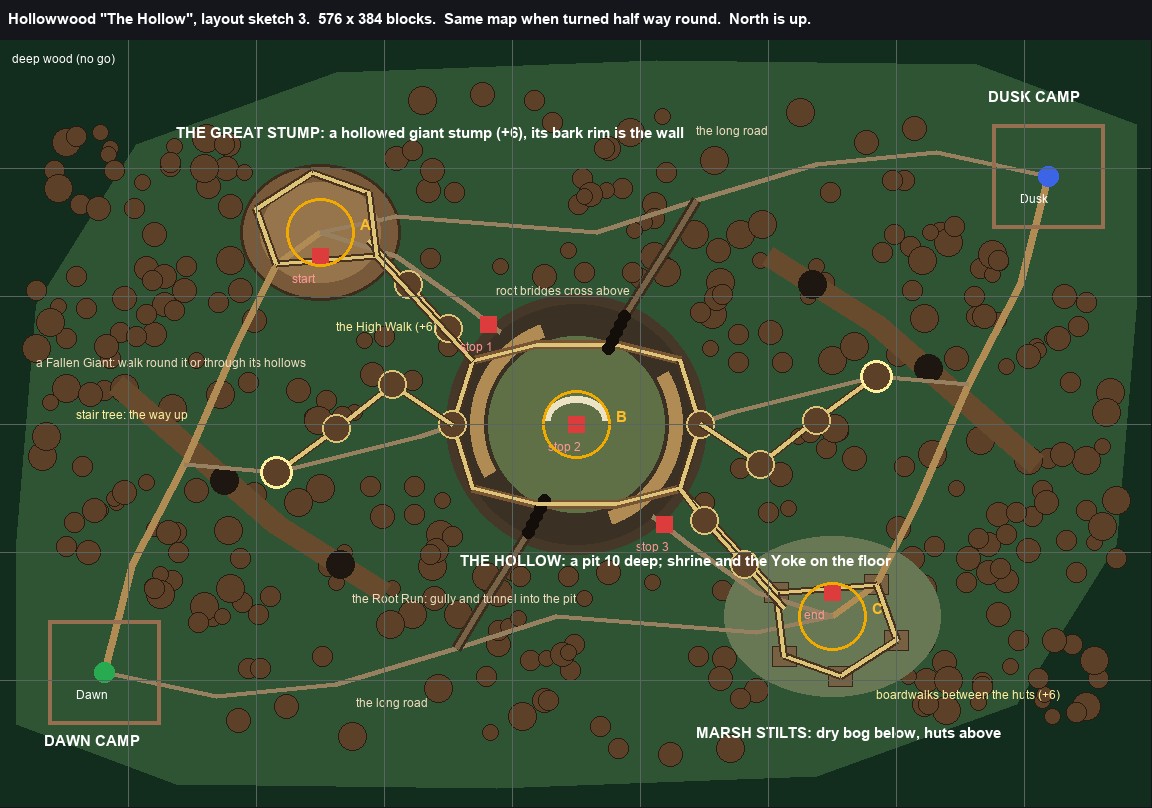 Hollowwood "The Hollow", layout sketch 3.  576 x 384 blocks.  Same map when turned half way round.  North is up.
deep wood (no go)
DUSK CAMP
THE GREAT STUMP: a hollowed giant stump (+6), its bark rim is the wall
the long road
Dusk
A
start
root bridges cross above
the High Walk (+6)
stop 1
a Fallen Giant: walk round it or through its hollows
stair tree: the way up
B
stop 2
stop 3
THE HOLLOW: a pit 10 deep; shrine and the Yoke on the floor
the Root Run: gully and tunnel into the pit
C
end
Dawn
boardwalks between the huts (+6)
the long road
DAWN CAMP
MARSH STILTS: dry bog below, huts above